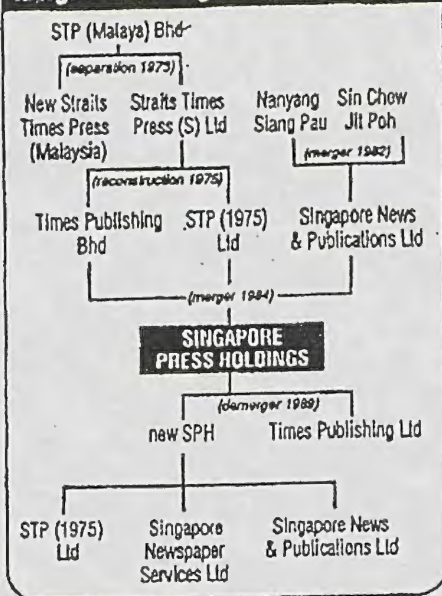 STP (Malaya) Bhd
(separation 1973)
New Straits
Times Press
(Malaysia)
Straits Times
Press (S) Ltd
Nanyang
Siang Pau
Sin Chew
Jit Poh
(merger 1982)
(reconstruction 1975)
Times Publishing
Bhd
STP (1975)
Ltd
Singapore News
& Publications Ltd
(merger 1984)
SINGAPORE
PRESS HOLDINGS
(demerger 1989)
new SPH
Times Publishing Ltd
STP (1975)
Ltd
Singapore
Newspaper
Services Ltd
Singapore News
& Publications Ltd